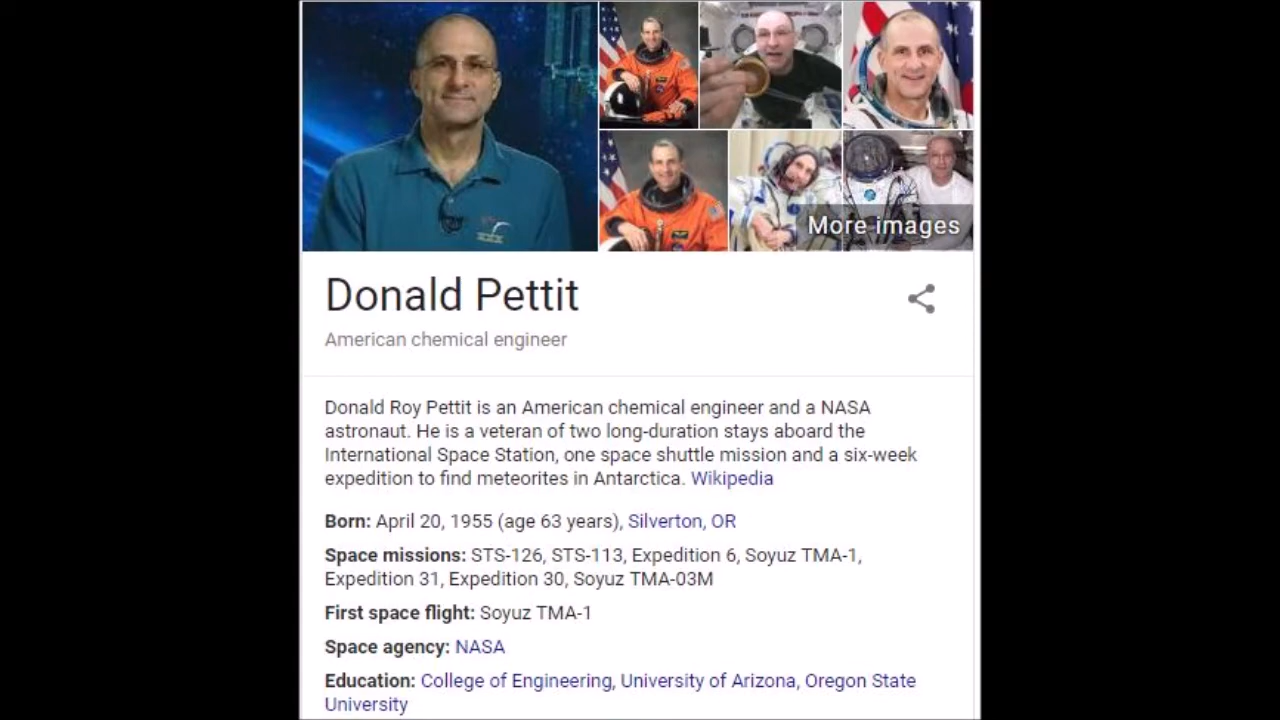 More images
Donald Pettit
American chemical engineer
Donald Roy Pettit is an American chemical engineer and a NASA
astronaut. He is a veteran of two long-duration stays aboard the
International Space Station, one space shuttle mission and a six-week
expedition to find meteorites in Antarctica. Wikipedia
Born: April 20, 1955 (age 63 years), Silverton, OR
Space missions: STS-126, STS-113, Expedition 6, Soyuz TMA-1,
Expedition 31, Expedition 30, Soyuz TMA-03M
First space flight: Soyuz TMA-1
Space agency: NASA
Education: College of Engineering, University of Arizona, Oregon State
University